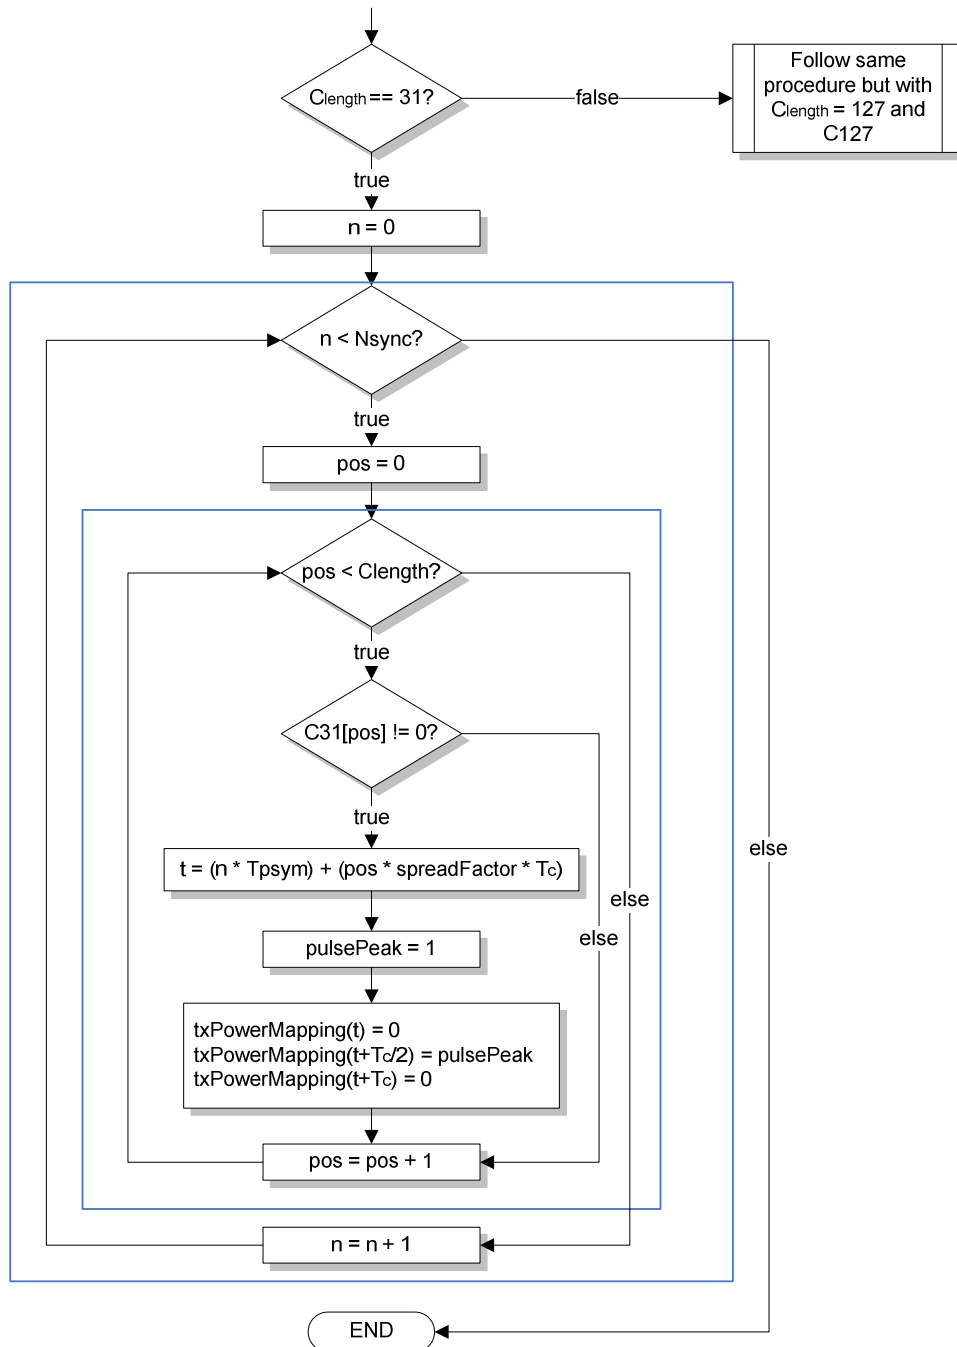 Clength == 31?
false
Follow same
procedure but with
Clength = 127 and
C127
true
n = 0
n < Nsync?
true
pos = 0
pos < Clength?
true
C31[pos] != 0?
true
t = (n * Tpsym) + (pos * spreadFactor * Tc)
else
else
else
pulsePeak = 1
txPowerMapping(t) = 0
txPowerMapping(t+Tc/2) = pulsePeak
txPowerMapping(t+Tc) = 0
pos = pos + 1
n = n + 1
END